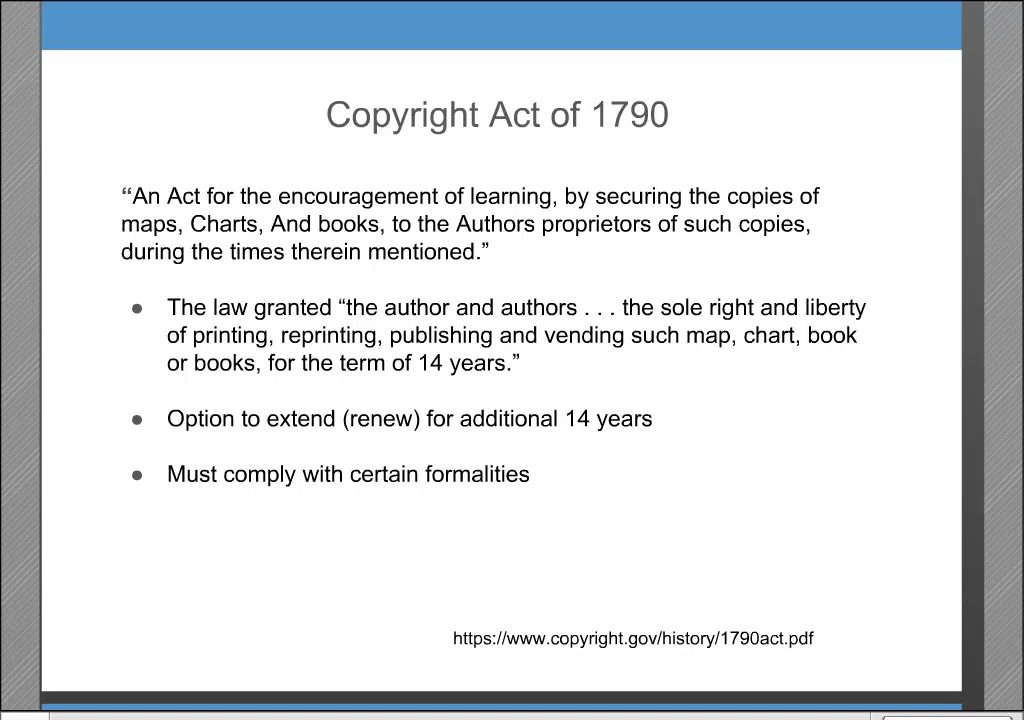 Copyright Act of 1790
“An Act for the encouragement of learning, by securing the copies of
maps, Charts, And books, to the Authors proprietors of such copies,
during the times therein mentioned.”
● The law granted “the author and authors . . . the sole right and liberty
of printing, reprinting, publishing and vending such map, chart, book
or books, for the term of 14 years.”
● Option to extend (renew) for additional 14 years
● Must comply with certain formalities
https://www.copyright.gov/history/1790act.pdf